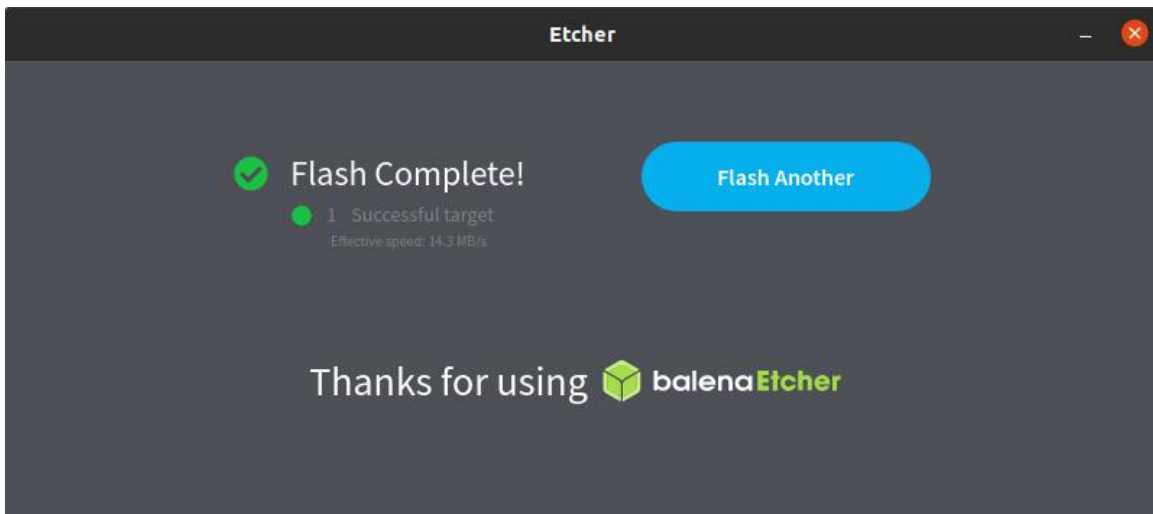 Etcher
Flash Complete!
Flash Another
1 Successful target
Effective speed: 14.3 MB/s
Thanks for using balenaEtcher